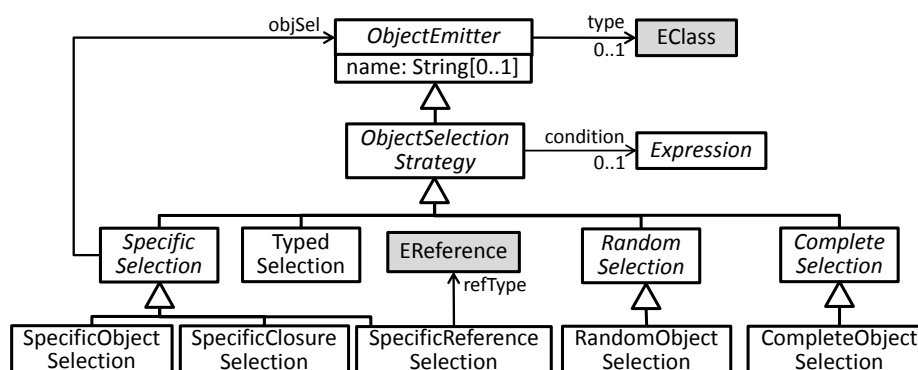 objSel
ObjectEmitter
type
0..1
EClass
name: String[0..1]
ObjectSelection
Strategy
condition
0..1
Expression
Specific
Selection
Typed
Selection
EReference
Random
Selection
Complete
Selection
refType
SpecificObject
Selection
SpecificClosure
Selection
SpecificReference
Selection
RandomObject
Selection
CompleteObject
Selection